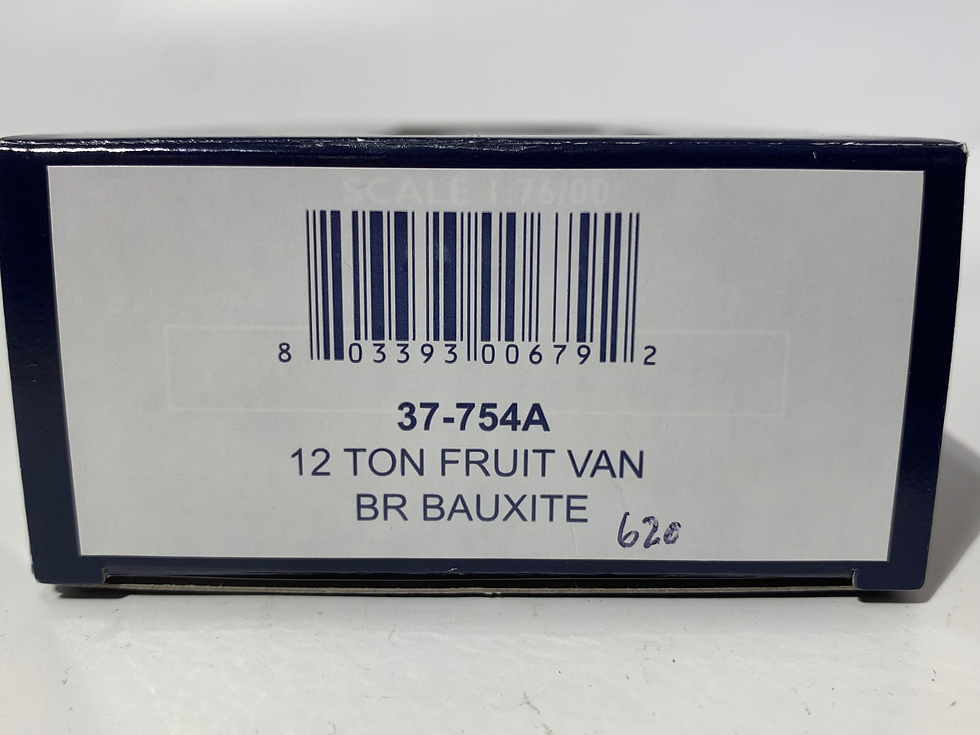 SCALE 1:76/00
8 03393 00679 2
37-754A
12 TON FRUIT VAN
BR BAUXITE
620